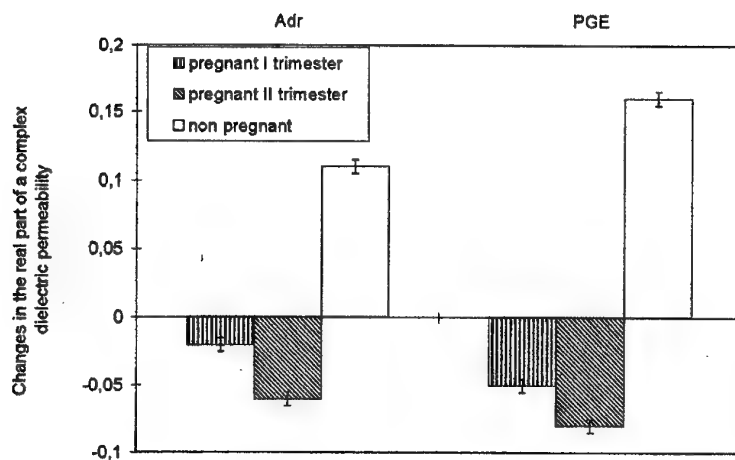 Adr PGE
0,2
pregnant I trimester
pregnant II trimester
non pregnant
0,15
0,1
0,05
0
-0,05
-0,1
Changes in the real part of a complex
dielectric permeability